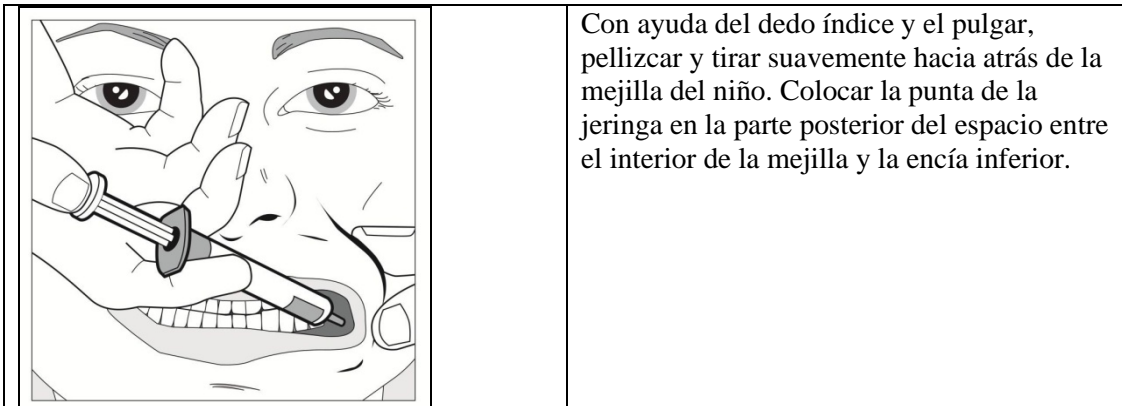 Con ayuda del dedo índice y el pulgar,
pellizcar y tirar suavemente hacia atrás de la
mejilla del niño. Colocar la punta de la
jeringa en la parte posterior del espacio entre
el interior de la mejilla y la encía inferior.